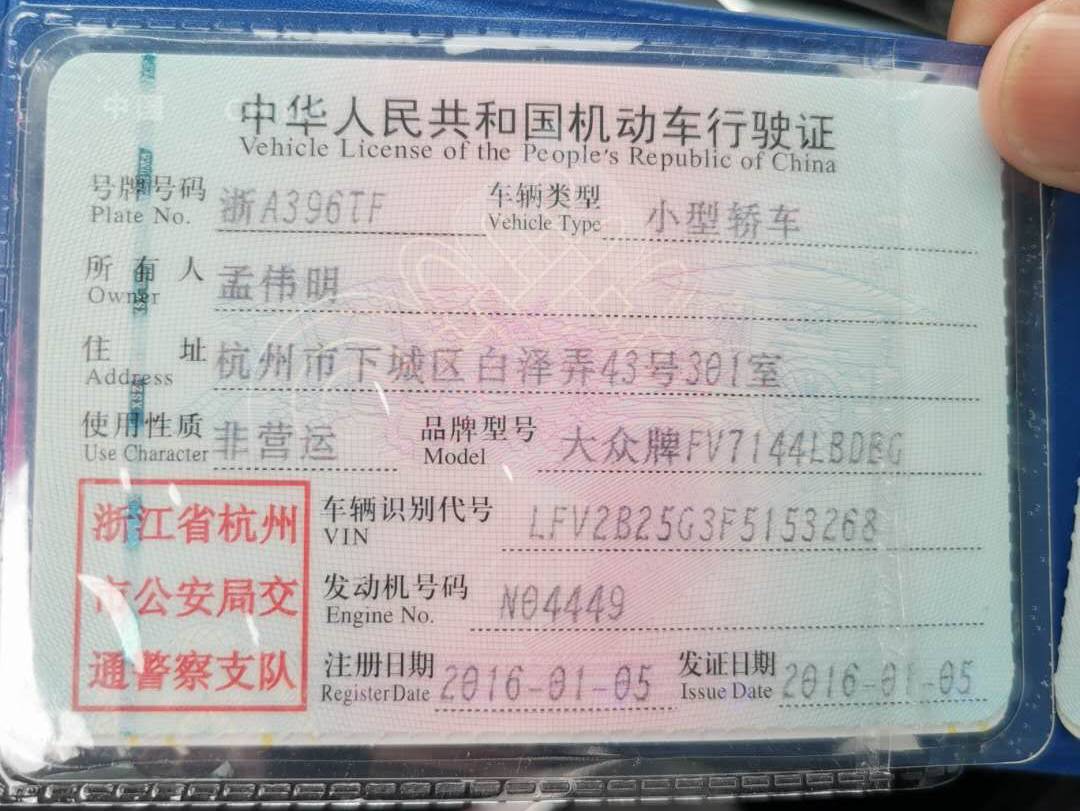 中华人民共和国机动车行驶证
Vehicle License of the People's Republic of China
号牌号码 浙A396TF 车辆类型 小型轿车
Plate No. Vehicle Type
所有人 孟伟明
Owner
住址 杭州市下城区白泽弄43号301室
Address
使用性质 非营运 品牌型号 大众牌FV7144LBDBG
Use Character Model
浙江省杭州
市公安局交
通警察支队
车辆识别代号 LFV2B25G3F5153268
VIN
发动机号码 N04449
Engine No.
注册日期 2016-01-05 发证日期 2016-01-05
Register Date Issue Date